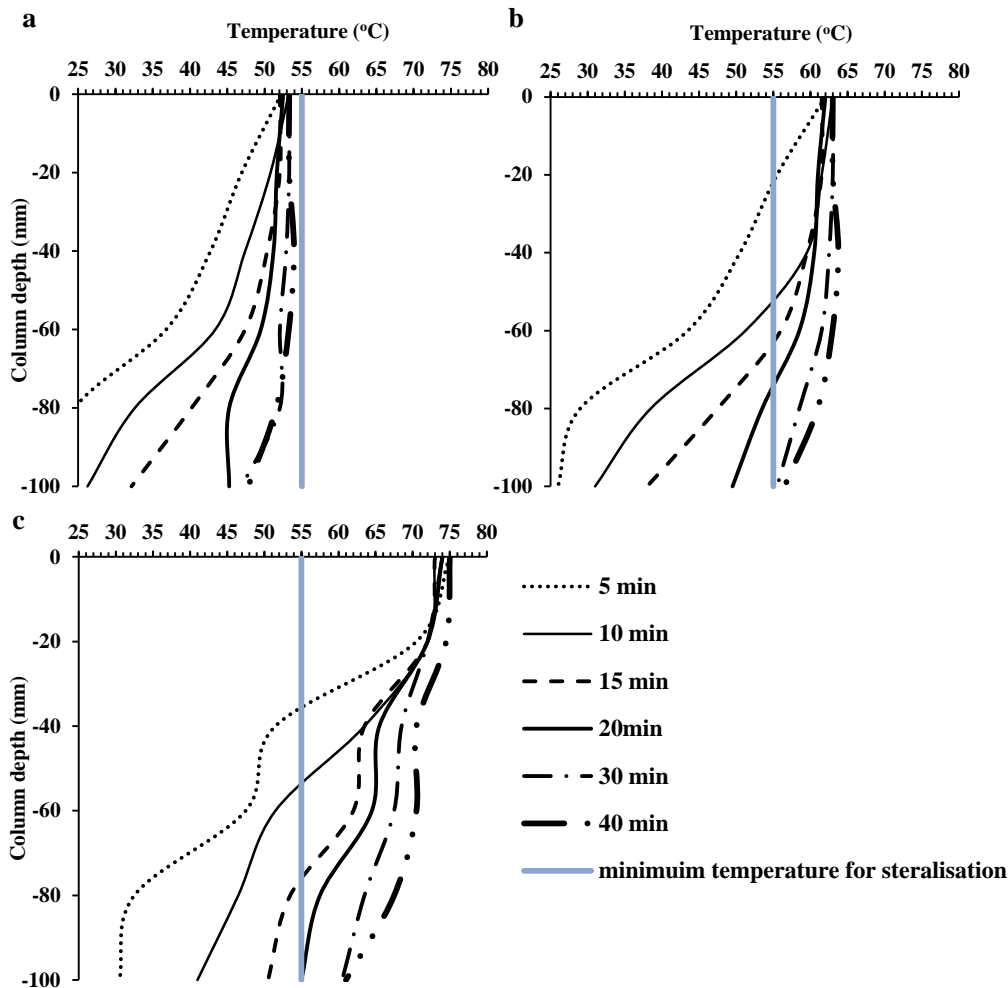 a
Temperature (ºC)
25 30 35 40 45 50 55 60 65 70 75 80
0
-20
-40
-60
-80
-100
Column depth (mm)
b
Temperature (ºC)
25 30 35 40 45 50 55 60 65 70 75 80
0
-20
-40
-60
-80
-100
c
25 30 35 40 45 50 55 60 65 70 75 80
0
-20
-40
-60
-80
-100
Column depth (mm)
5 min
10 min
15 min
20min
30 min
40 min
minimuim temperature for steralisation